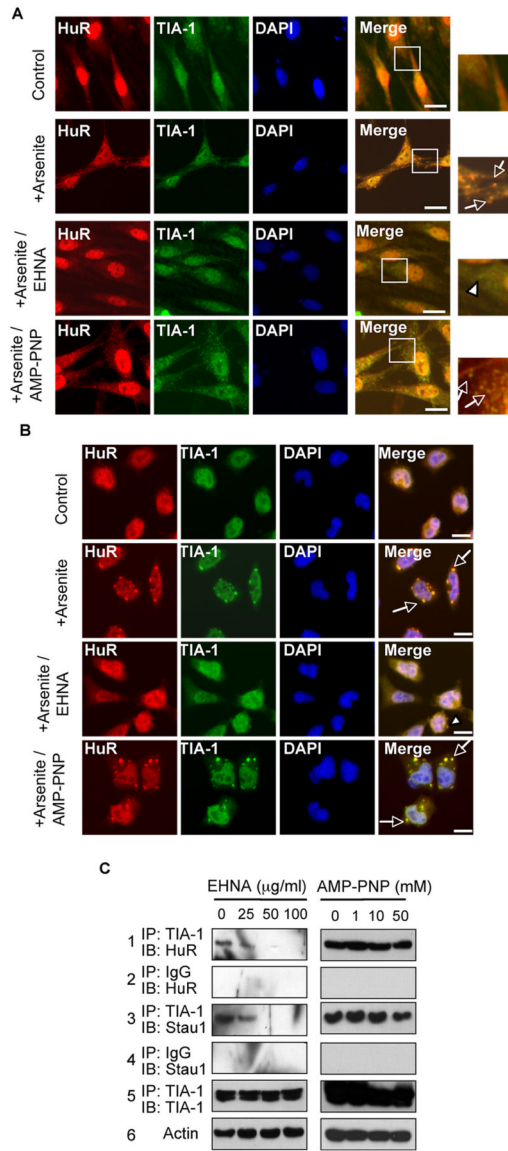 A
HuR TIA-1 DAPI Merge
Control
HuR TIA-1 DAPI Merge
+Arsenite
HuR TIA-1 DAPI Merge
+Arsenite /
EHNA
HuR TIA-1 DAPI Merge
+Arsenite /
AMP-PNP
B
HuR TIA-1 DAPI Merge
Control
HuR TIA-1 DAPI Merge
+Arsenite
HuR TIA-1 DAPI Merge
+Arsenite /
EHNA
HuR TIA-1 DAPI Merge
+Arsenite /
AMP-PNP
C
EHNA (µg/ml) AMP-PNP (mM)
0 25 50 100 0 1 10 50
1 IP: TIA-1
IB: HuR
2 IP: IgG
IB: HuR
3 IP: TIA-1
IB: Stau1
4 IP: IgG
IB: Stau1
5 IP: TIA-1
IB: TIA-1
6 Actin